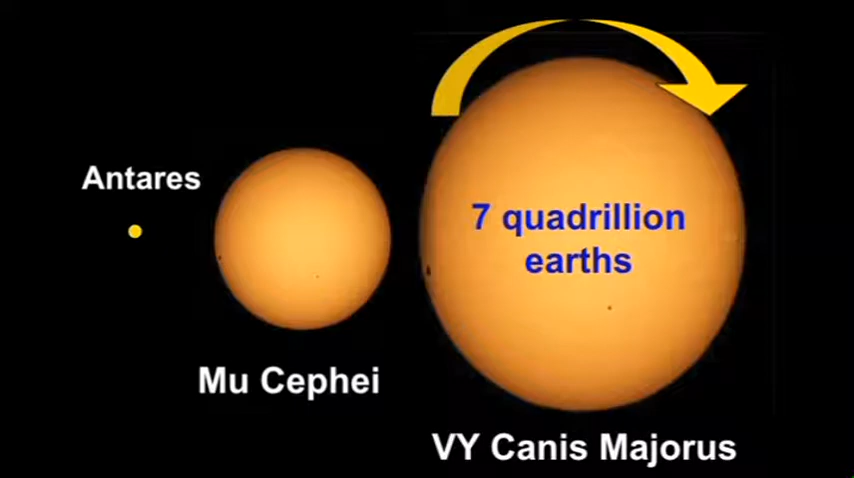 Antares
Mu Cephei
7 quadrillion
earths
VY Canis Majorus